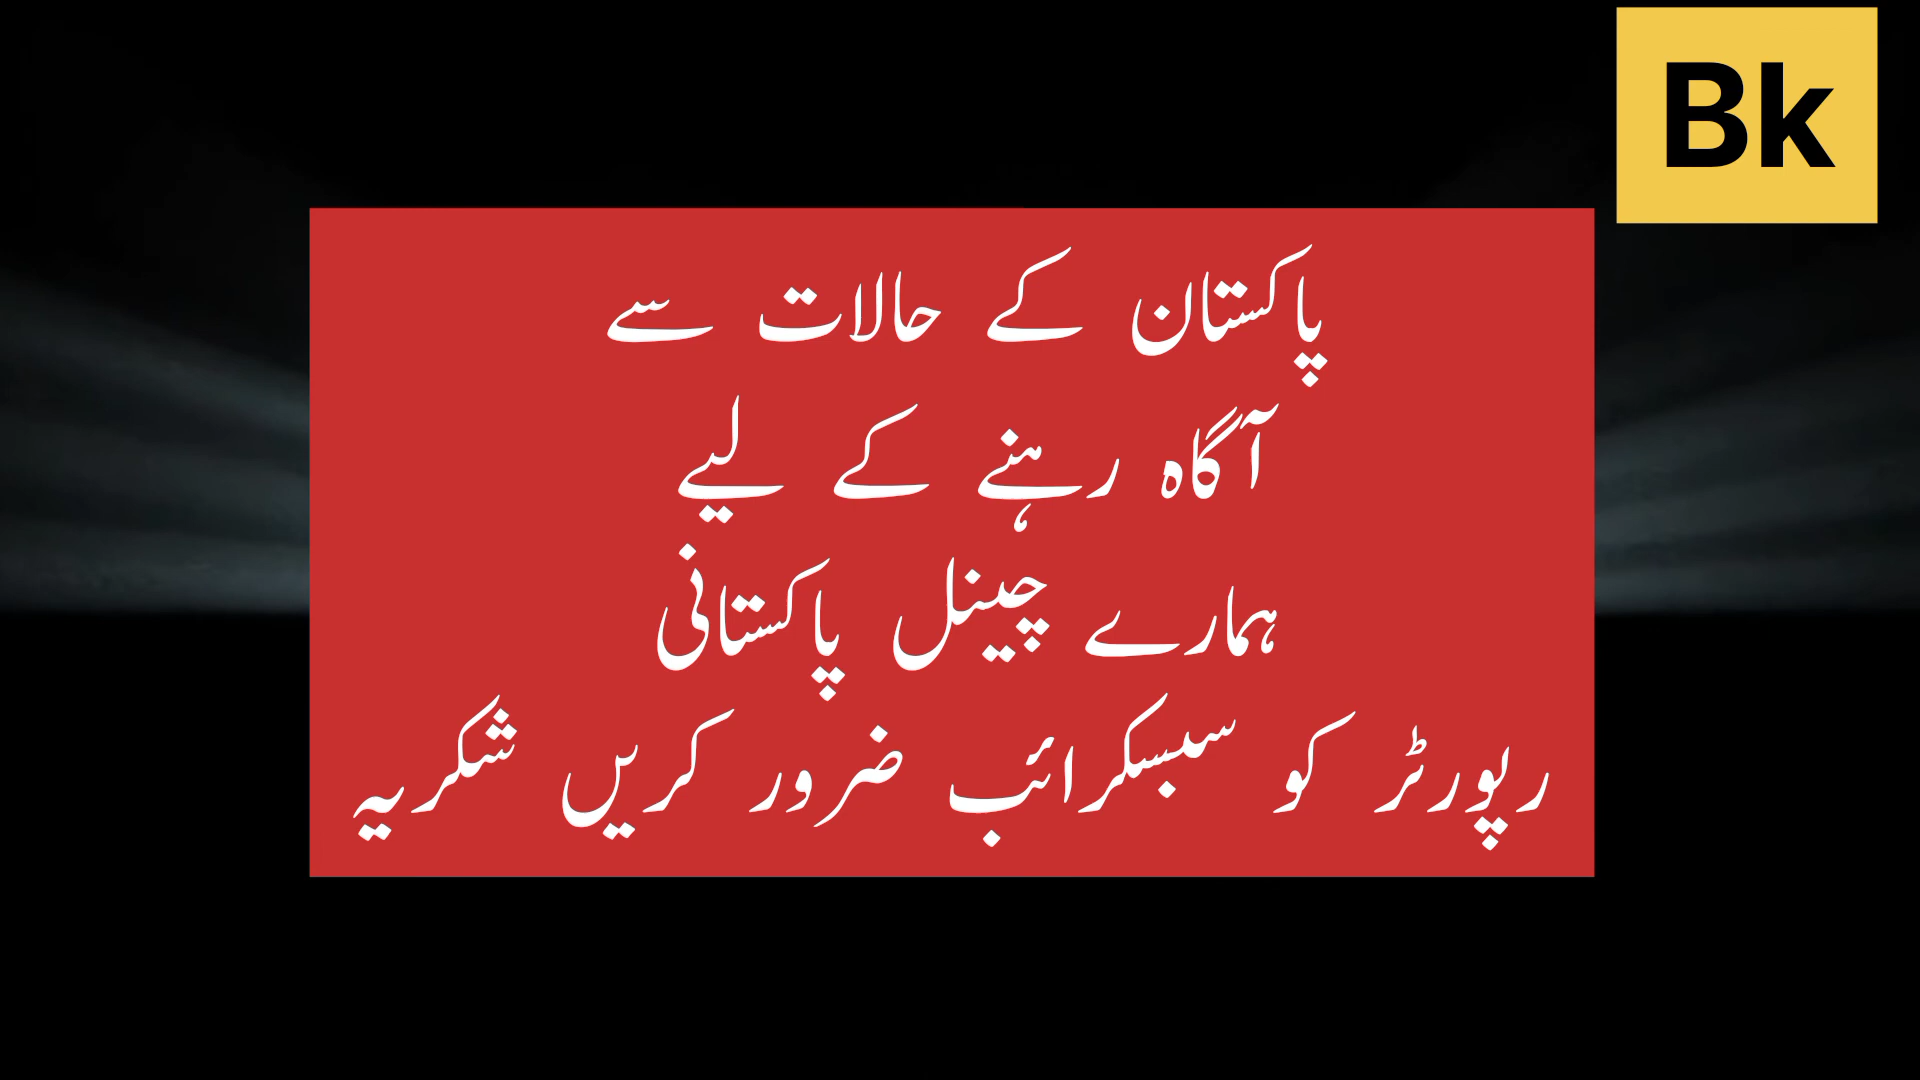 Bk
پاکستان کے حالات سے
آگاہ رہنے کے لیے
ہمارے چینل پاکستانی
رپورٹر کو سبسکرائب ضرور کریں شکریہ